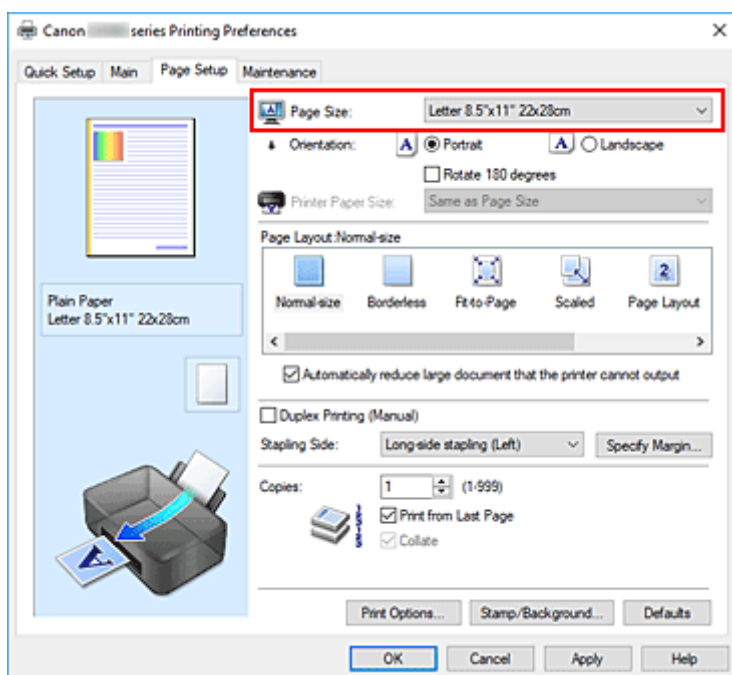 Canon series Printing Preferences
Quick Setup Main Page Setup Maintenance
Page Size: Letter 8.5"x11" 22x28cm
Orientation: A Portrait A Landscape
Rotate 180 degrees
Printer Paper Size: Same as Page Size
Page Layout:Normal-size
2
Normal-size Borderless Fit-to-Page Scaled Page Layout
Plain Paper
Letter 8.5"x11" 22x28cm
Automatically reduce large document that the printer cannot output
Duplex Printing (Manual)
Stapling Side: Long-side stapling (Left) Specify Margin...
Copies: 1 (1-999)
Print from Last Page
Collate
A
Print Options... Stamp/Background... Defaults
OK Cancel Apply Help